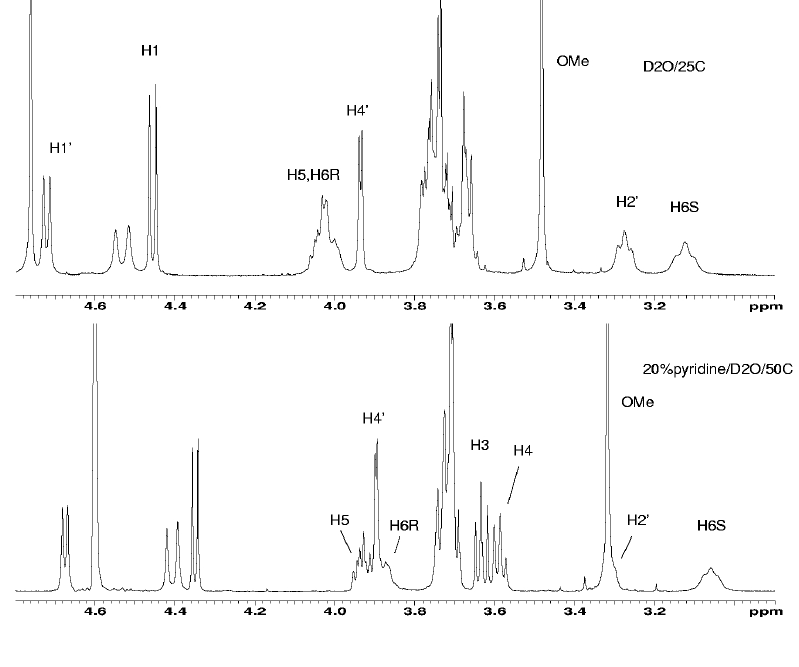 H1
OMe
D2O/25C
H4'
H1'
H5,H6R
H2'
H6S
4.6 4.4 4.2 4.0 3.8 3.6 3.4 3.2 ppm
20%pyridine/D2O/50C
OMe
H4'
H3
H4
H5
H6R
H2'
H6S
4.6 4.4 4.2 4.0 3.8 3.6 3.4 3.2 ppm